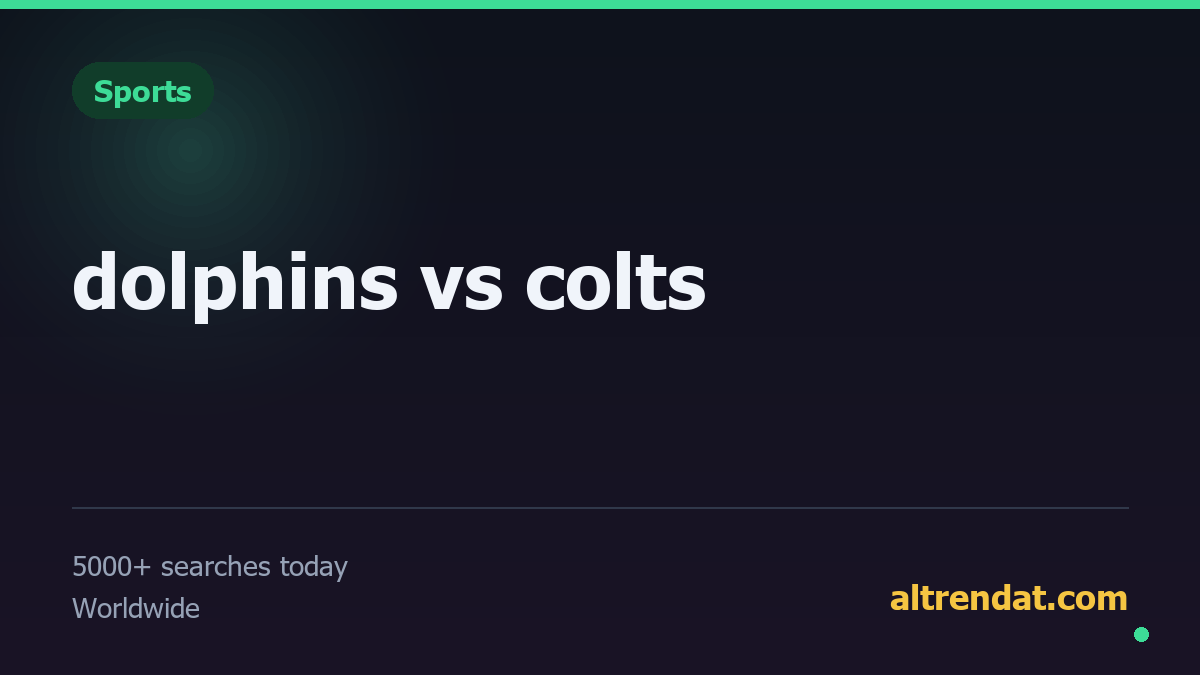 Sports
dolphins vs colts
5000+ searches today
Worldwide
altrendat.com